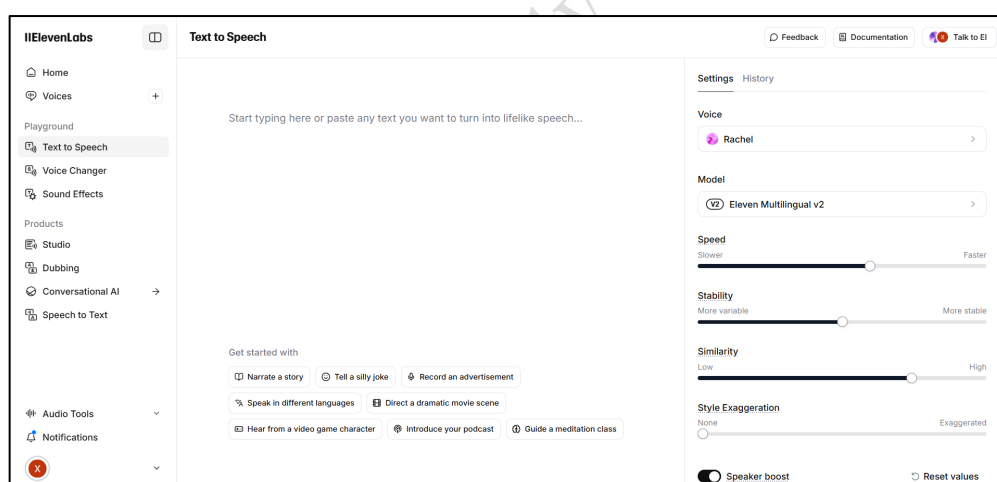 IIElevenLabs
Text to Speech
Feedback
Documentation
X
Talk to El
Home
Voices
+
Playground
Text to Speech
Voice Changer
Sound Effects
Products
Studio
Dubbing
Conversational AI
Speech to Text
Audio Tools
Notifications
X
Start typing here or paste any text you want to turn into lifelike speech...
Get started with
Narrate a story
Tell a silly joke
Record an advertisement
Speak in different languages
Direct a dramatic movie scene
Hear from a video game character
Introduce your podcast
Guide a meditation class
Settings History
Voice
Rachel
Model
V2 Eleven Multilingual v2
Speed
Slower Faster
Stability
More variable More stable
Similarity
Low High
Style Exaggeration
None Exaggerated
Speaker boost
Reset values